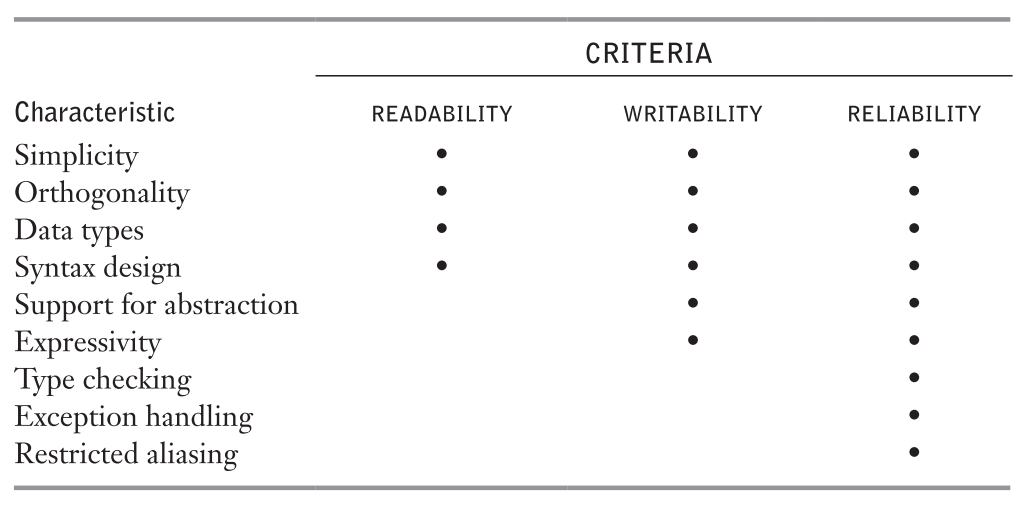 CRITERIA
Characteristic READABILITY WRITABILITY RELIABILITY
Simplicity • • •
Orthogonality • • •
Data types • • •
Syntax design • • •
Support for abstraction • •
Expressivity • •
Type checking •
Exception handling •
Restricted aliasing •